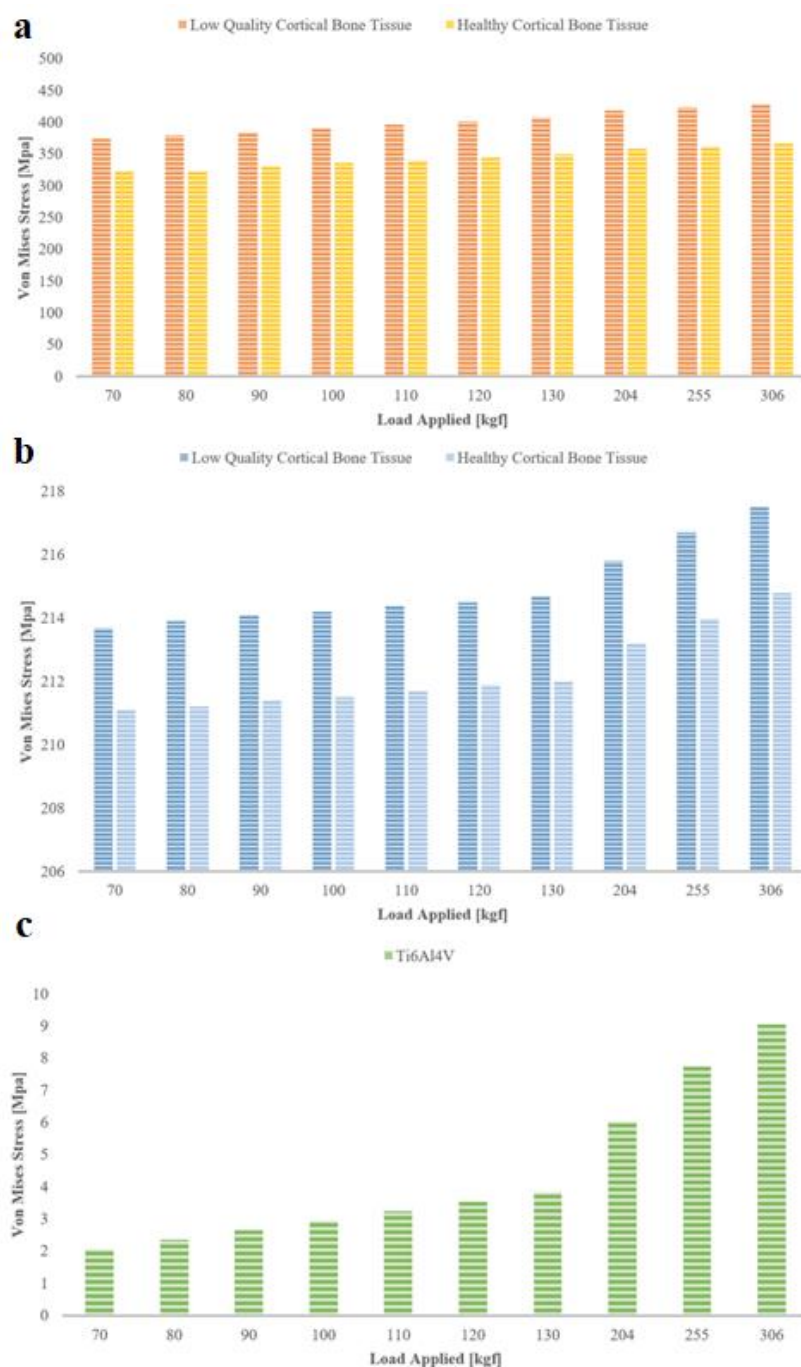 a
Low Quality Cortical Bone Tissue Healthy Cortical Bone Tissue
500
450
400
350
300
250
200
150
100
50
0
Von Mises Stress [Mpa]
70 80 90 100 110 120 130 204 255 306
Load Applied [kgf]
b
Low Quality Cortical Bone Tissue Healthy Cortical Bone Tissue
218
216
214
212
210
208
206
Von Mises Stress [Mpa]
70 80 90 100 110 120 130 204 255 306
Load Applied [kgf]
c
Ti6Al4V
10
9
8
7
6
5
4
3
2
1
0
Von Mises Stress [Mpa]
70 80 90 100 110 120 130 204 255 306
Load Applied [kgf]